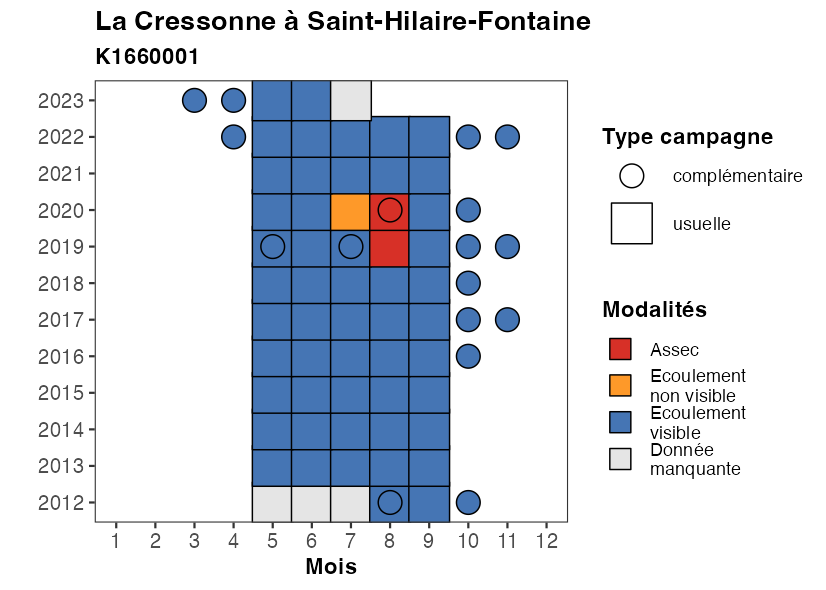 La Cressonne à Saint-Hilaire-Fontaine
K1660001
2023
2022
2021
2020
2019
2018
2017
2016
2015
2014
2013
2012
1 2 3 4 5 6 7 8 9 10 11 12
Mois
Type campagne
complémentaire
usuelle
Modalités
Assec
Ecoulement
non visible
Ecoulement
visible
Donnée
manquante